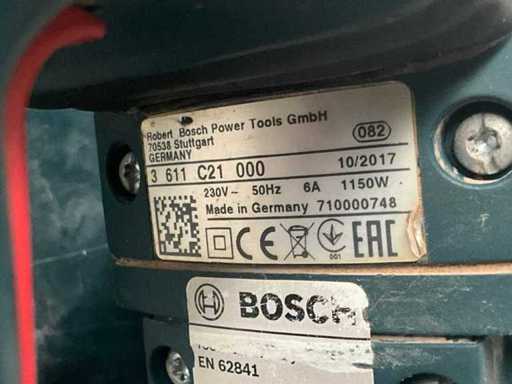 Robert Bosch Power Tools GmbH
70538 Stuttgart
GERMANY
082
3 611 C21 000
10/2017
230V~ 50Hz 6A 1150W
Made in Germany 710000748
CE
001
EAC
BOSCH
EN 62841